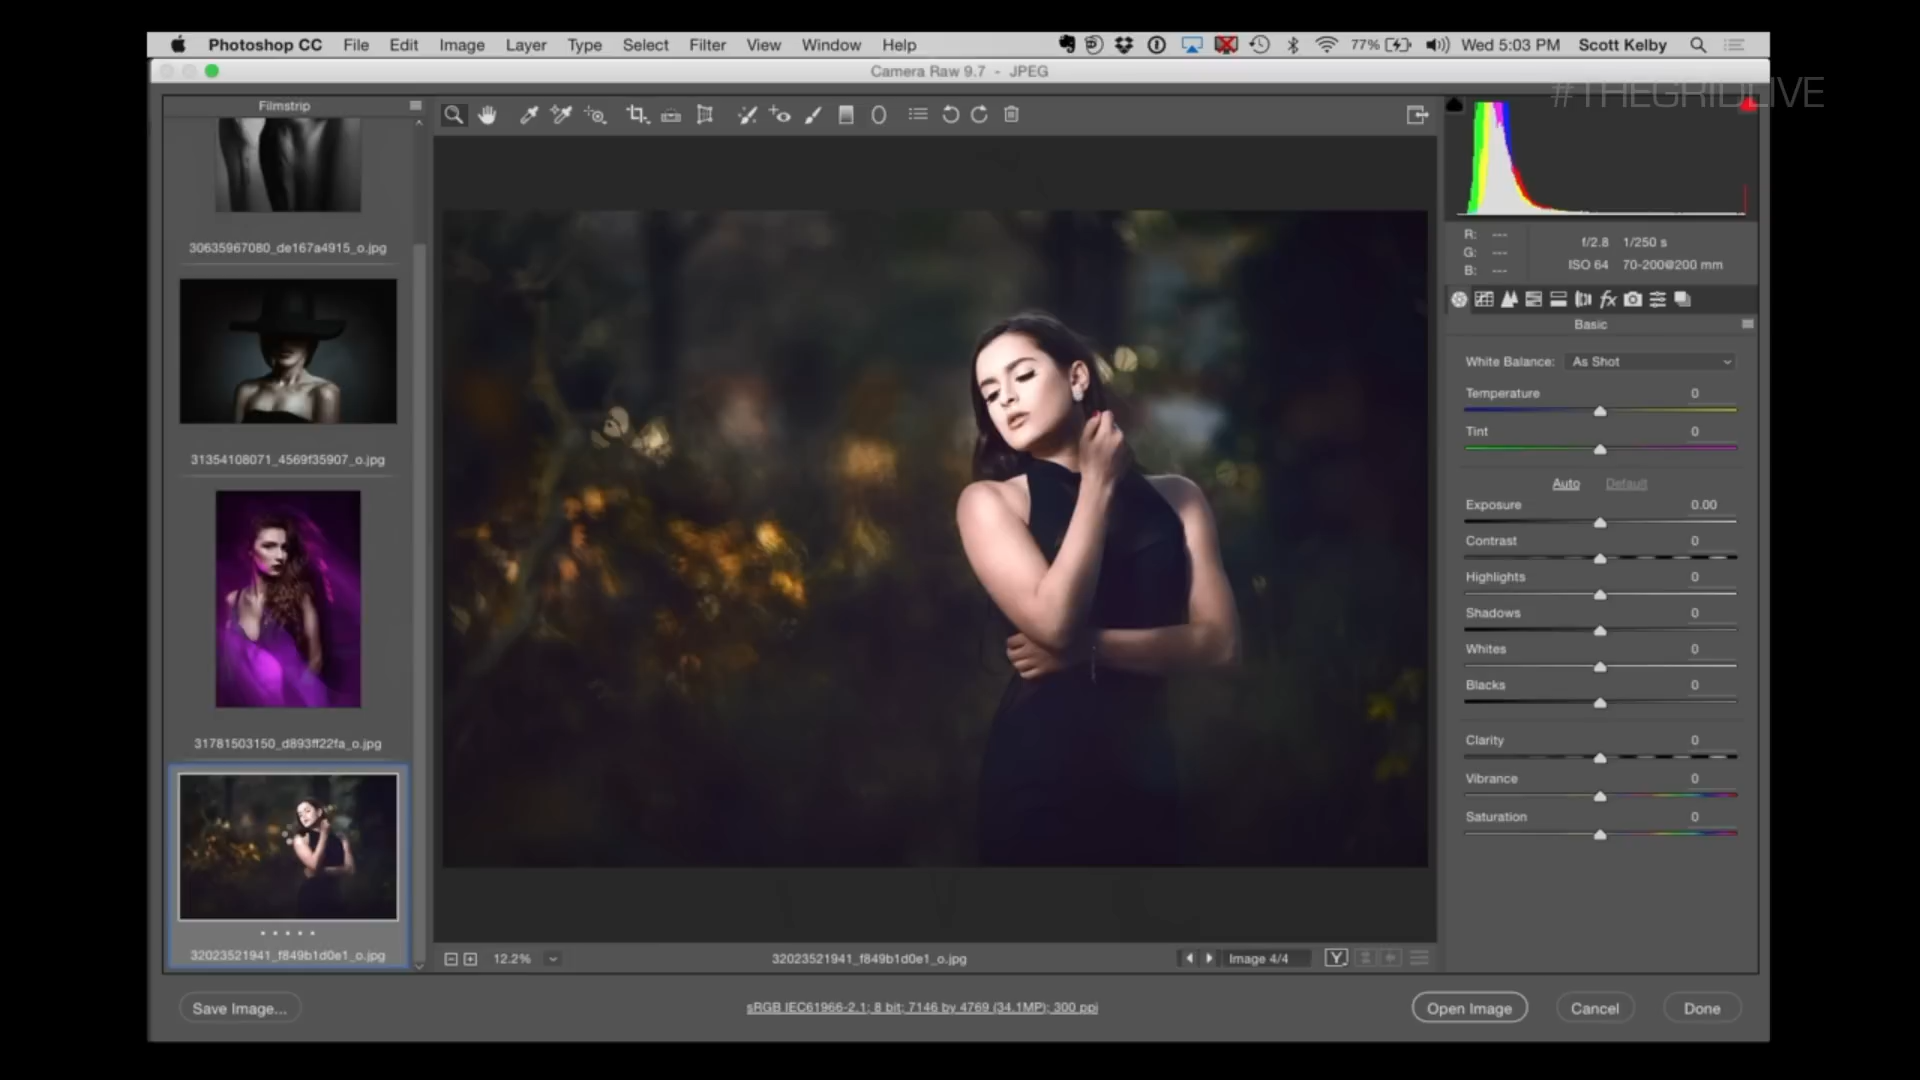 Photoshop CC File Edit Image Layer Type Select Filter View Window Help 77% Wed 5:03 PM Scott Kelby
Camera Raw 9.7 - JPEG
#THEGRIDLIVE
Filmstrip
30635967080_de167a4915_o.jpg
31354108071_4569f35907_o.jpg
31781503150_d893ff22fa_o.jpg
32023521941_f849b1d0e1_o.jpg
R: ---
G: ---
B: ---
f/2.8 1/250 s
ISO 64 70-200@200 mm
Basic
White Balance: As Shot
Temperature 0
Tint 0
Auto Default
Exposure 0.00
Contrast 0
Highlights 0
Shadows 0
Whites 0
Blacks 0
Clarity 0
Vibrance 0
Saturation 0
12.2% 32023521941_f849b1d0e1_o.jpg Image 4/4 Y
Save Image... sRGB IEC61966-2.1; 8 bit; 7146 by 4769 (34.1MP); 300 ppi Open Image Cancel Done